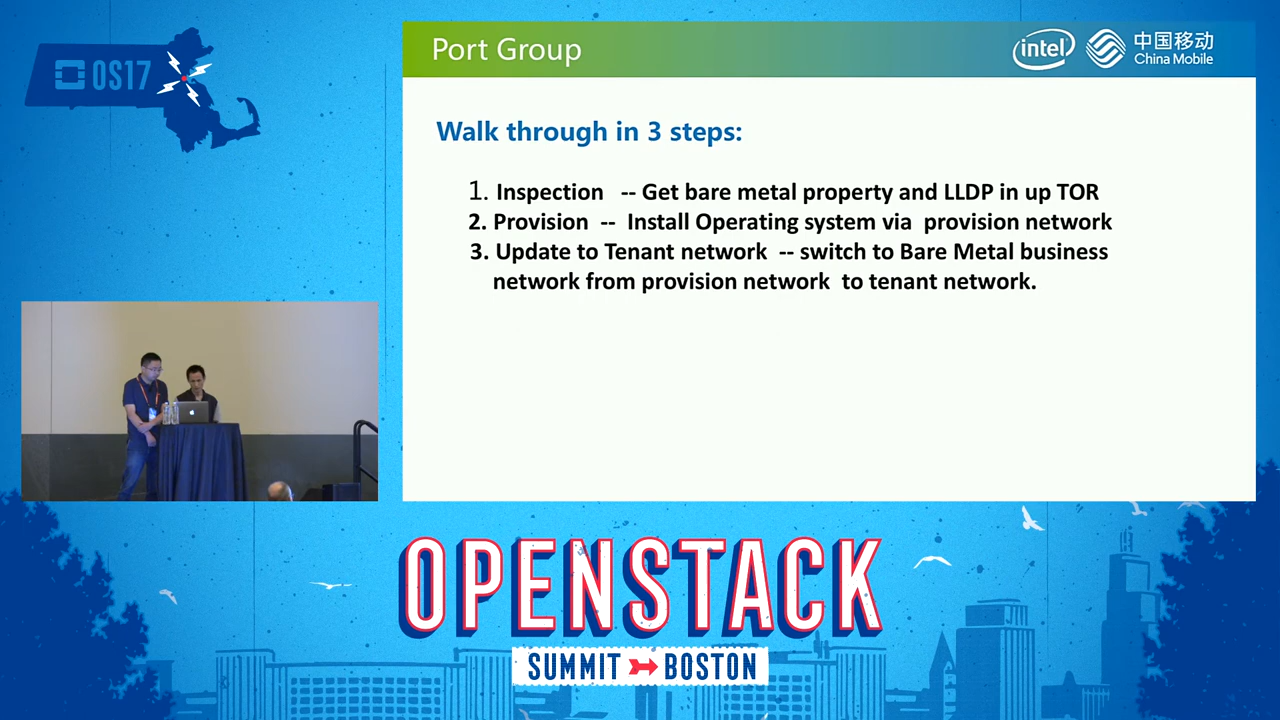 OS17
Port Group
intel
中国移动
China Mobile
Walk through in 3 steps:
1. Inspection -- Get bare metal property and LLDP in up TOR
2. Provision -- Install Operating system via provision network
3. Update to Tenant network -- switch to Bare Metal business
network from provision network to tenant network.
OPENSTACK
SUMMIT BOSTON